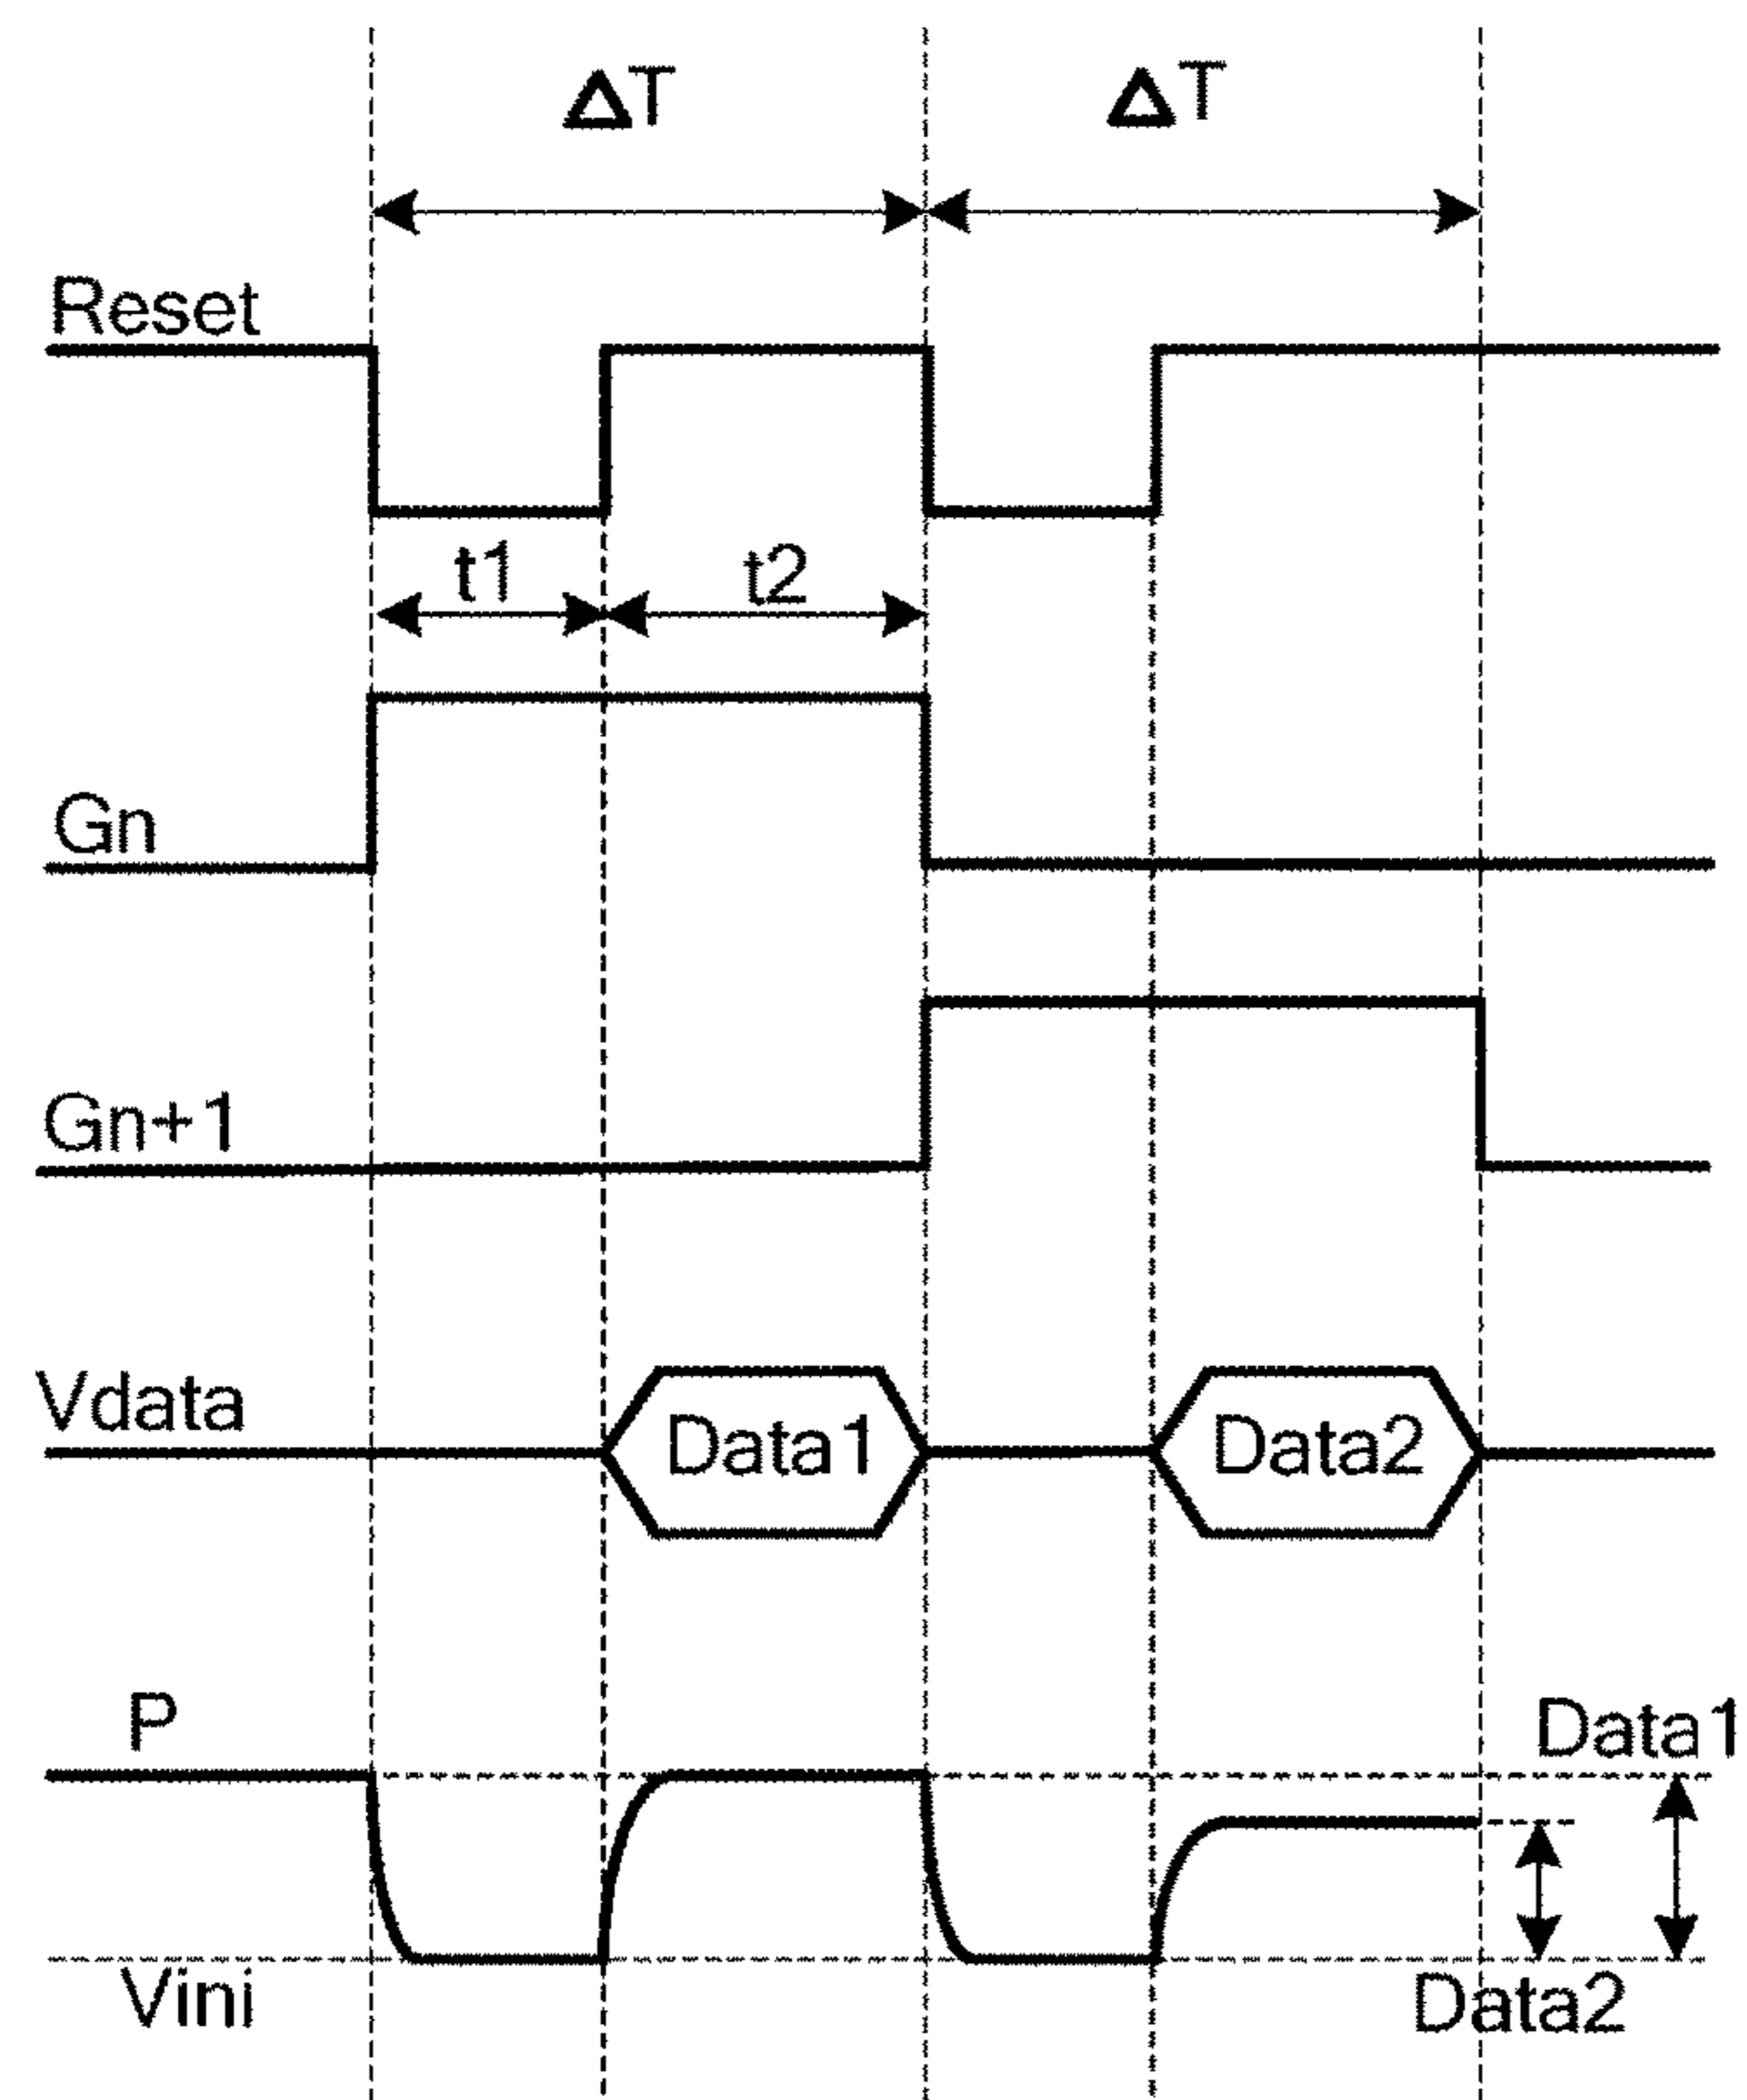 ΔT ΔT
Reset
t1 t2
Gn
Gn+1
Vdata Data1 Data2
P Data1
Vini Data2